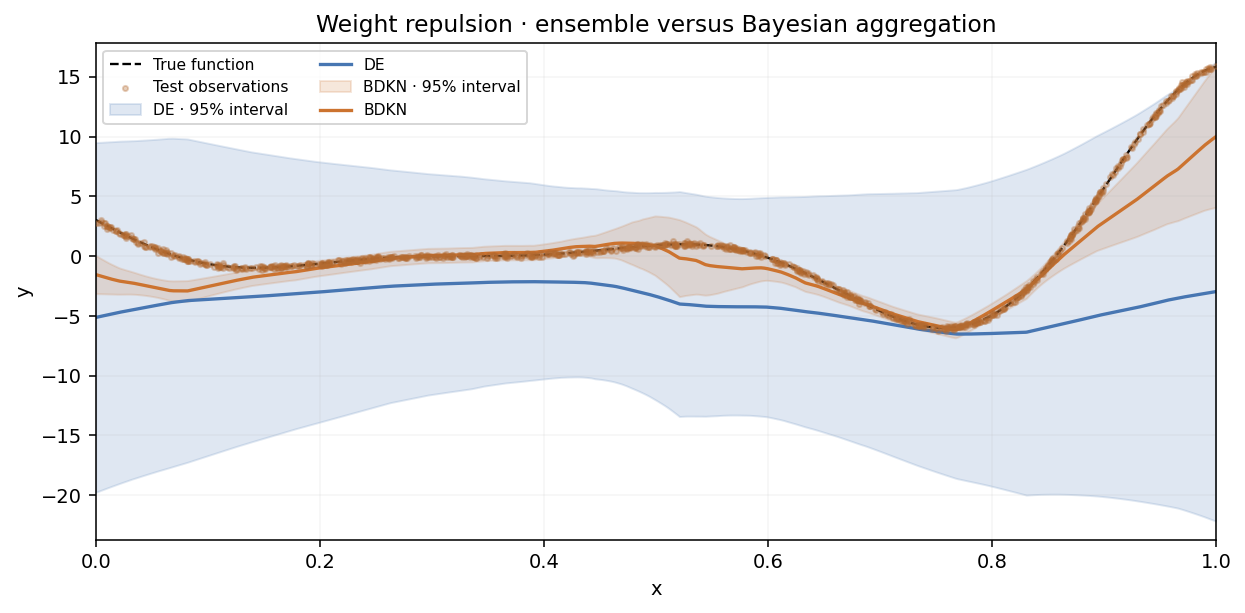 Weight repulsion · ensemble versus Bayesian aggregation
True function
Test observations
DE · 95% interval
DE
BDKN · 95% interval
BDKN
15
10
5
0
−5
−10
−15
−20
y
0.0
0.2
0.4
0.6
0.8
1.0
x